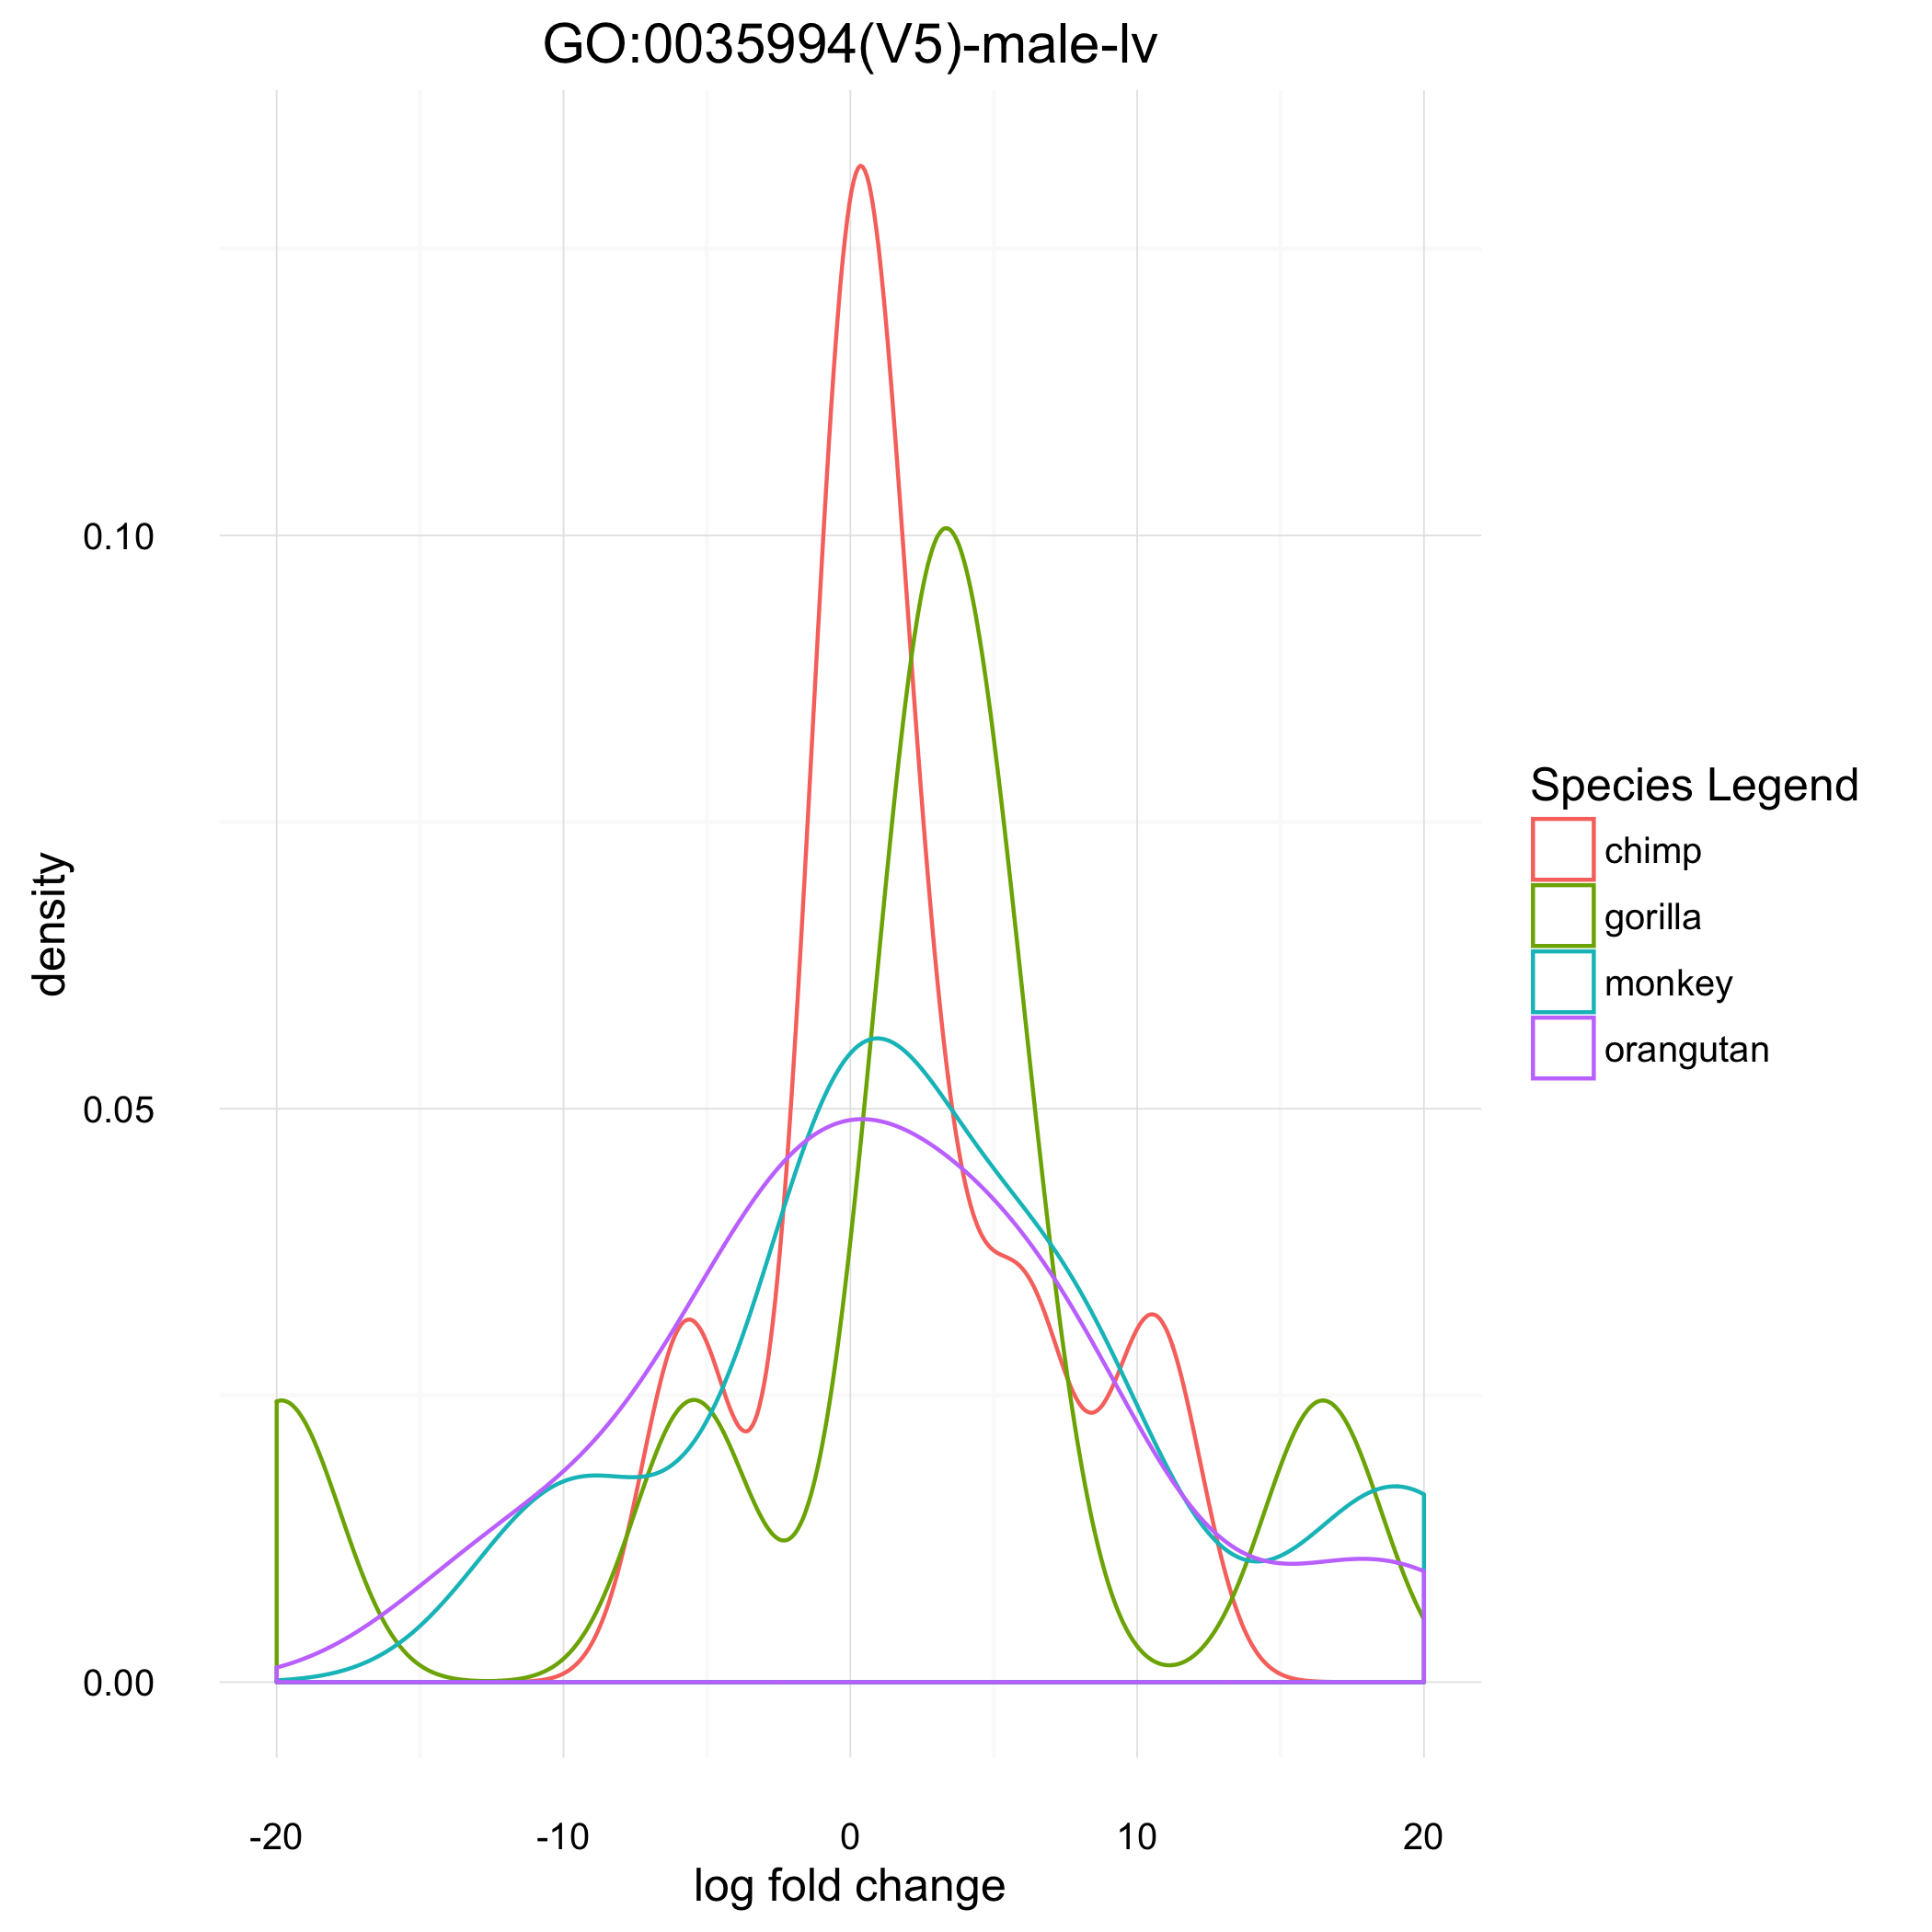 GO:0035994(V5)-male-lv
0.10
0.05
0.00
density
-20
-10
0
10
20
log fold change
Species Legend
chimp
gorilla
monkey
orangutan